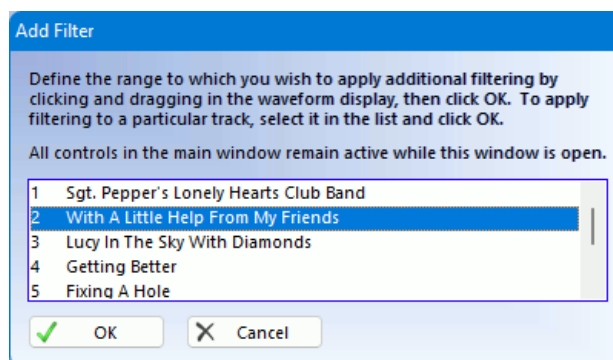 Add Filter
Define the range to which you wish to apply additional filtering by
clicking and dragging in the waveform display, then click OK. To apply
filtering to a particular track, select it in the list and click OK.
All controls in the main window remain active while this window is open.
1 Sgt. Pepper's Lonely Hearts Club Band
2 With A Little Help From My Friends
3 Lucy In The Sky With Diamonds
4 Getting Better
5 Fixing A Hole
OK Cancel